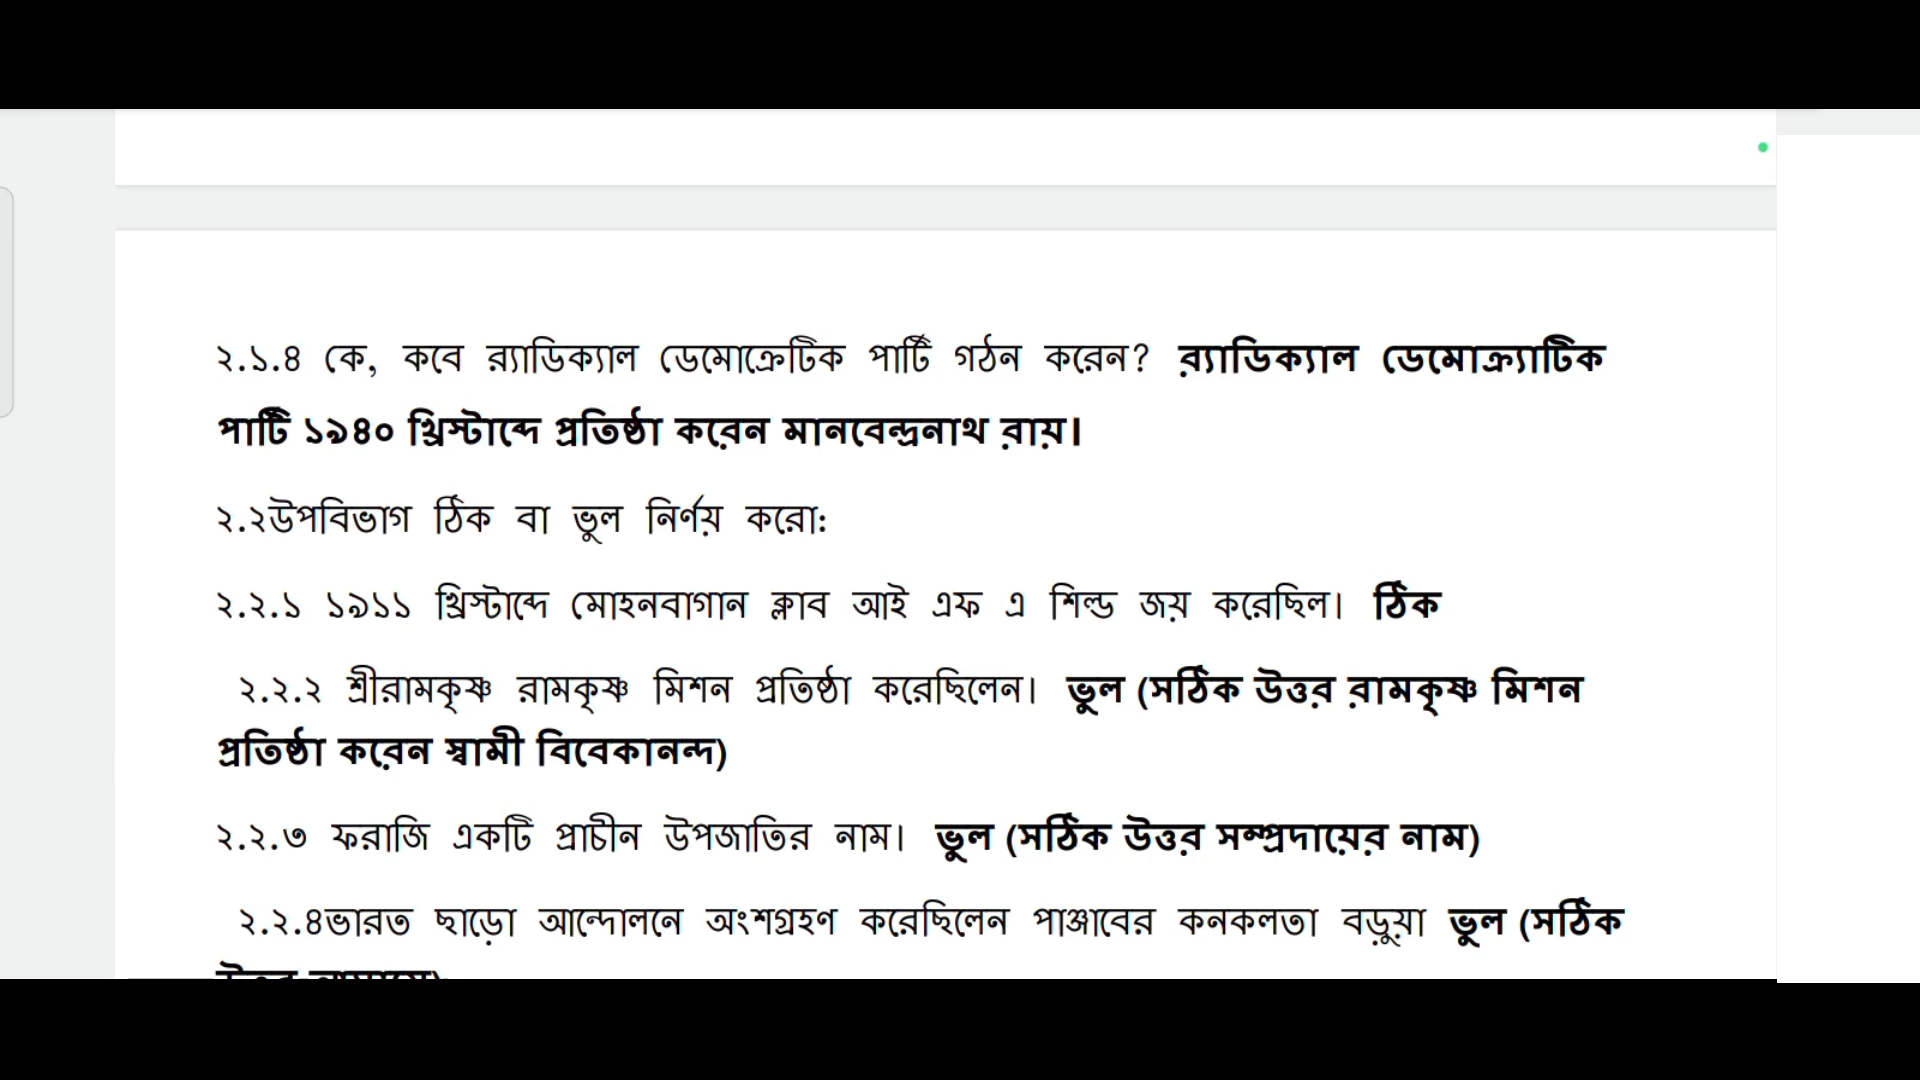 ২.১.৪ কে, কবে র‍্যাডিক্যাল ডেমোক্রেটিক পার্টি গঠন করেন? র‍্যাডিক্যাল ডেমোক্র্যাটিক
পার্টি ১৯৪০ খ্রিস্টাব্দে প্রতিষ্ঠা করেন মানবেন্দ্রনাথ রায়।
২.২উপবিভাগ ঠিক বা ভুল নির্ণয় করো:
২.২.১ ১৯১১ খ্রিস্টাব্দে মোহনবাগান ক্লাব আই এফ এ শিল্ড জয় করেছিল। ঠিক
২.২.২ শ্রীরামকৃষ্ণ রামকৃষ্ণ মিশন প্রতিষ্ঠা করেছিলেন। ভুল (সঠিক উত্তর রামকৃষ্ণ মিশন
প্রতিষ্ঠা করেন স্বামী বিবেকানন্দ)
২.২.৩ ফরাজি একটি প্রাচীন উপজাতির নাম। ভুল (সঠিক উত্তর সম্প্রদায়ের নাম)
২.২.৪ভারত ছাড়ো আন্দোলনে অংশগ্রহণ করেছিলেন পাঞ্জাবের কনকলতা বড়ুয়া ভুল (সঠিক